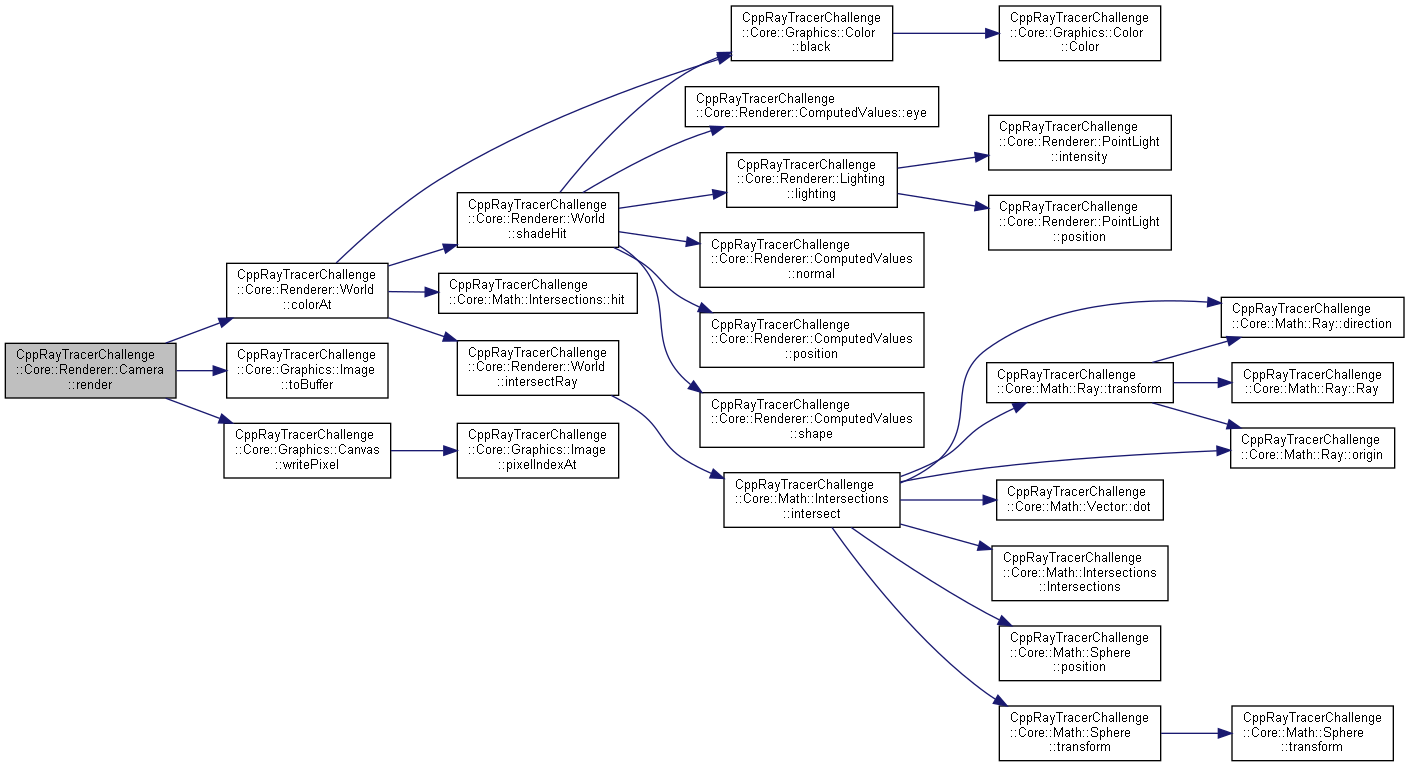 CppRayTracerChallenge
::Core::Renderer::Camera
::render
CppRayTracerChallenge
::Core::Renderer::World
::colorAt
CppRayTracerChallenge
::Core::Graphics::Image
::toBuffer
CppRayTracerChallenge
::Core::Graphics::Canvas
::writePixel
CppRayTracerChallenge
::Core::Renderer::World
::shadeHit
CppRayTracerChallenge
::Core::Math::Intersections::hit
CppRayTracerChallenge
::Core::Renderer::World
::intersectRay
CppRayTracerChallenge
::Core::Graphics::Image
::pixelIndexAt
CppRayTracerChallenge
::Core::Graphics::Color
::black
CppRayTracerChallenge
::Core::Renderer::ComputedValues::eye
CppRayTracerChallenge
::Core::Renderer::Lighting
::lighting
CppRayTracerChallenge
::Core::Renderer::ComputedValues
::normal
CppRayTracerChallenge
::Core::Renderer::ComputedValues
::position
CppRayTracerChallenge
::Core::Renderer::ComputedValues
::shape
CppRayTracerChallenge
::Core::Math::Intersections
::intersect
CppRayTracerChallenge
::Core::Graphics::Color
::Color
CppRayTracerChallenge
::Core::Renderer::PointLight
::intensity
CppRayTracerChallenge
::Core::Renderer::PointLight
::position
CppRayTracerChallenge
::Core::Math::Ray::transform
CppRayTracerChallenge
::Core::Math::Vector::dot
CppRayTracerChallenge
::Core::Math::Intersections
::Intersections
CppRayTracerChallenge
::Core::Math::Sphere
::position
CppRayTracerChallenge
::Core::Math::Sphere
::transform
CppRayTracerChallenge
::Core::Math::Ray::direction
CppRayTracerChallenge
::Core::Math::Ray::Ray
CppRayTracerChallenge
::Core::Math::Ray::origin
CppRayTracerChallenge
::Core::Math::Sphere
::transform